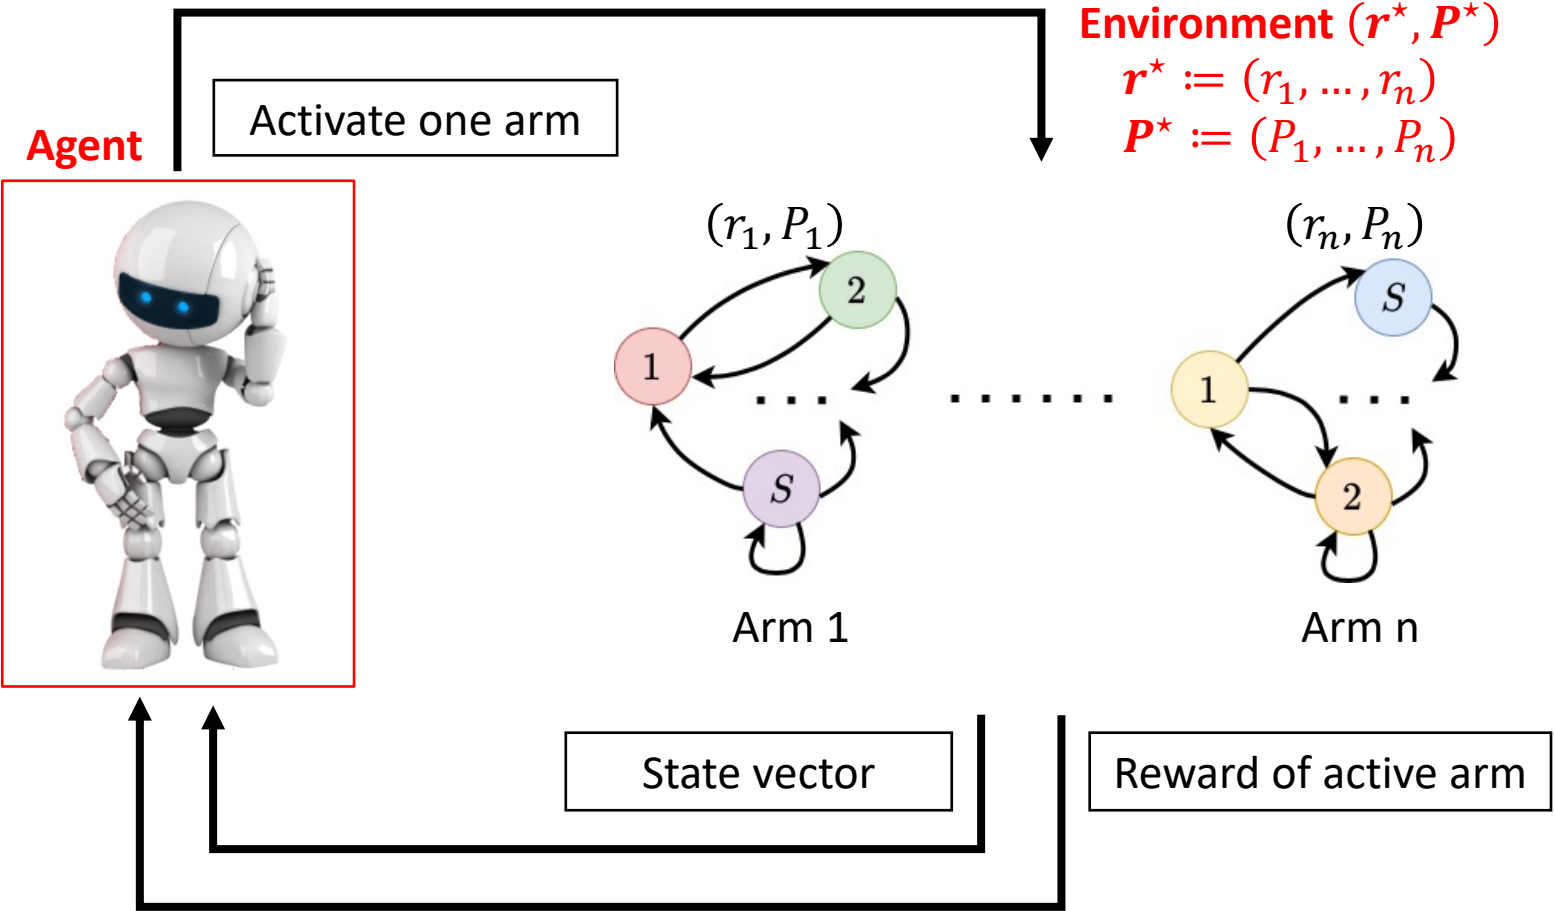 Environment (r⋆, P⋆)
r⋆ ≔ (r₁, …, rₙ)
P⋆ ≔ (P₁, …, Pₙ)
Activate one arm
Agent
(r₁, P₁)
(rₙ, Pₙ)
2
S
1
1
. . .
. . . . . .
. . .
S
2
Arm 1
Arm n
State vector
Reward of active arm